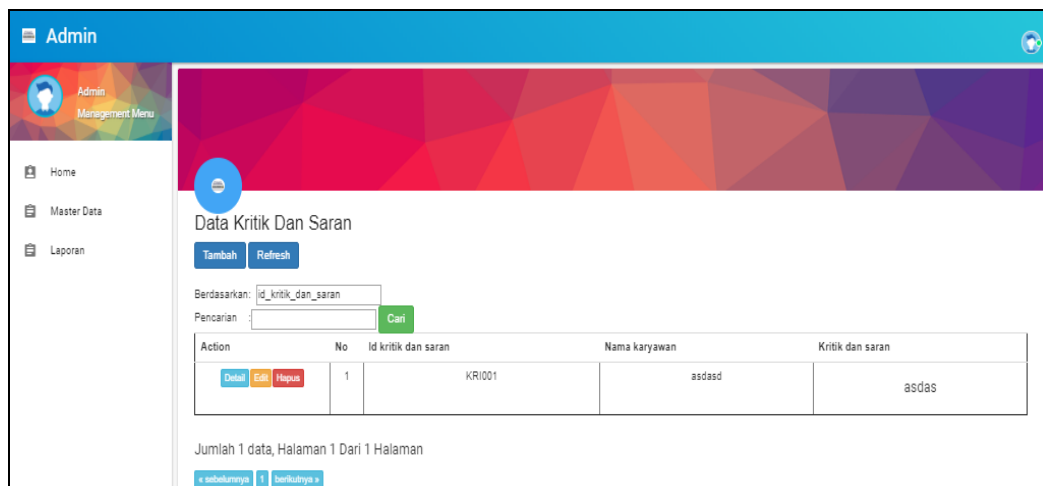 Admin
Admin
Management Menu
Home
Master Data
Laporan
Data Kritik Dan Saran
Tambah Refresh
Berdasarkan: id_kritik_dan_saran
Pencarian : Cari
Action No Id kritik dan saran Nama karyawan Kritik dan saran
Detail Edit Hapus 1 KRI001 asdasd asdas
Jumlah 1 data, Halaman 1 Dari 1 Halaman
« sebelumnya 1 berikutnya »